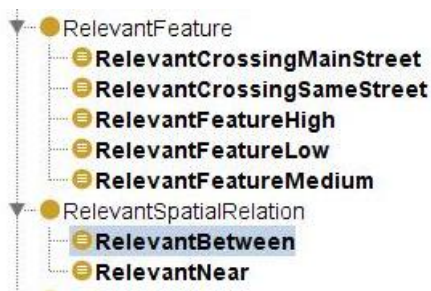 RelevantFeature
RelevantCrossingMainStreet
RelevantCrossingSameStreet
RelevantFeatureHigh
RelevantFeatureLow
RelevantFeatureMedium
RelevantSpatialRelation
RelevantBetween
RelevantNear